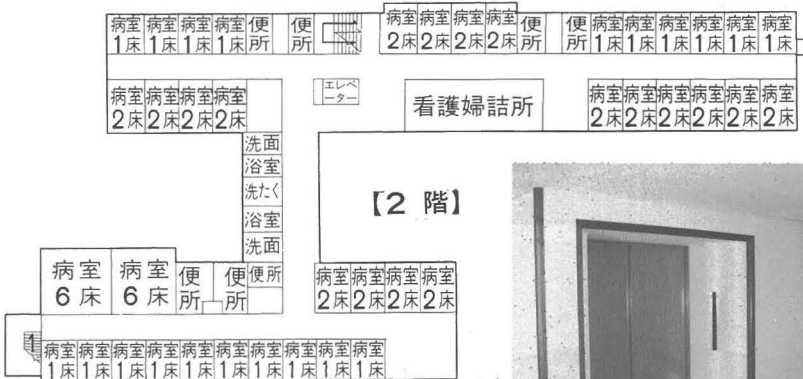 病室 病室 病室 病室 便 便 病室 病室 病室 病室 便 便 病室 病室 病室 病室 病室 病室
1床 1床 1床 1床 所 所 2床 2床 2床 2床 所 所 1床 1床 1床 1床 1床 1床
エレベ
ーター
病室 病室 病室 病室 看護婦詰所 病室 病室 病室 病室 病室 病室
2床 2床 2床 2床 2床 2床 2床 2床 2床 2床
洗面
浴室
洗たく
【2 階】
浴室
洗面
病室 病室 便 便 便所 病室 病室 病室 病室
6床 6床 所 所 2床 2床 2床 2床
病室 病室 病室 病室 病室 病室 病室 病室 病室 病室
1床 1床 1床 1床 1床 1床 1床 1床 1床 1床